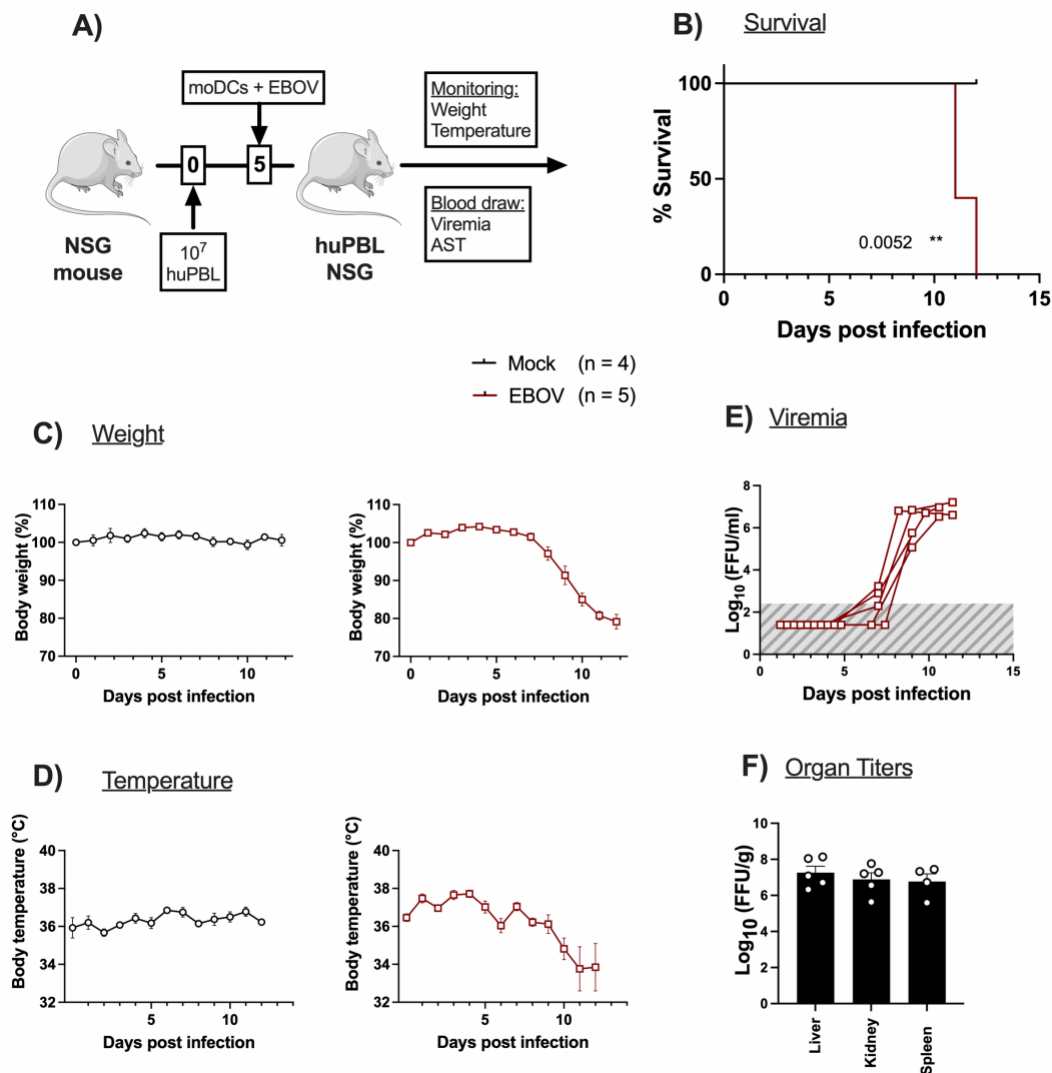 A)
moDCs + EBOV
0
5
NSG
mouse
10⁷
huPBL
huPBL
NSG
Monitoring:
Weight
Temperature
Blood draw:
Viremia
AST
B) Survival
% Survival
100
50
0
0.0052 **
0 5 10 15
Days post infection
Mock (n = 4)
EBOV (n = 5)
C) Weight
Body weight (%)
110
100
90
80
70
0 5 10
Days post infection
Body weight (%)
110
100
90
80
70
0 5 10
Days post infection
E) Viremia
Log₁₀ (FFU/ml)
8
6
4
2
0
0 5 10 15
Days post infection
D) Temperature
Body temperature (°C)
40
38
36
34
32
5 10
Days post infection
Body temperature (°C)
40
38
36
34
32
5 10
Days post infection
F) Organ Titers
Log₁₀ (FFU/g)
10
8
6
4
2
0
Liver
Kidney
Spleen